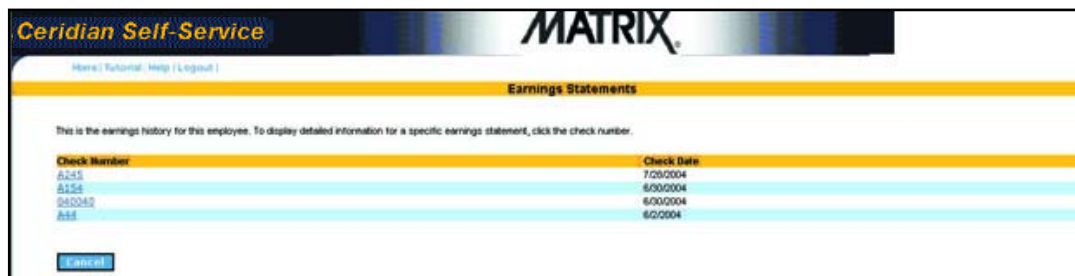 Ceridian Self-Service
MATRIX®
Home | Tutorial | Help | Logout |
Earnings Statements
This is the earnings history for this employee. To display detailed information for a specific earnings statement, click the check number.
Check Number Check Date
A245 7/28/2004
A154 6/30/2004
040040 6/30/2004
A44 6/2/2004
Cancel